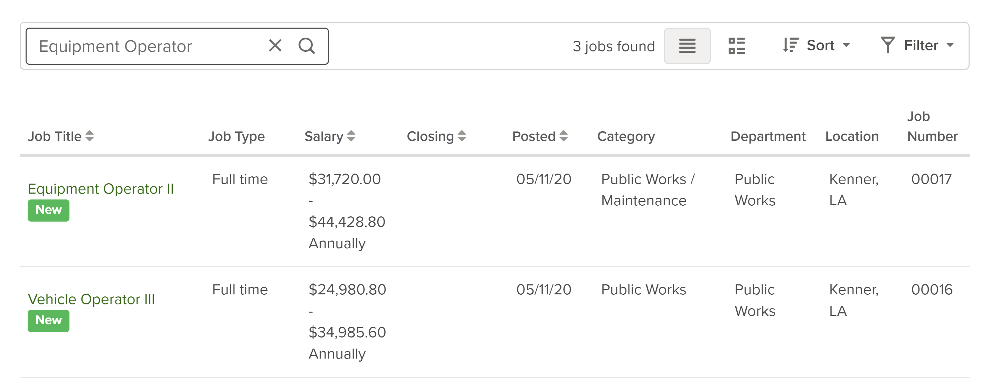 Equipment Operator
3 jobs found
Sort
Filter
Job Title
Job Type
Salary
Closing
Posted
Category
Department
Location
Job
Number
Equipment Operator II
New
Full time
$31,720.00
-
$44,428.80
Annually
05/11/20
Public Works /
Maintenance
Public
Works
Kenner,
LA
00017
Vehicle Operator III
New
Full time
$24,980.80
-
$34,985.60
Annually
05/11/20
Public Works
Public
Works
Kenner,
LA
00016